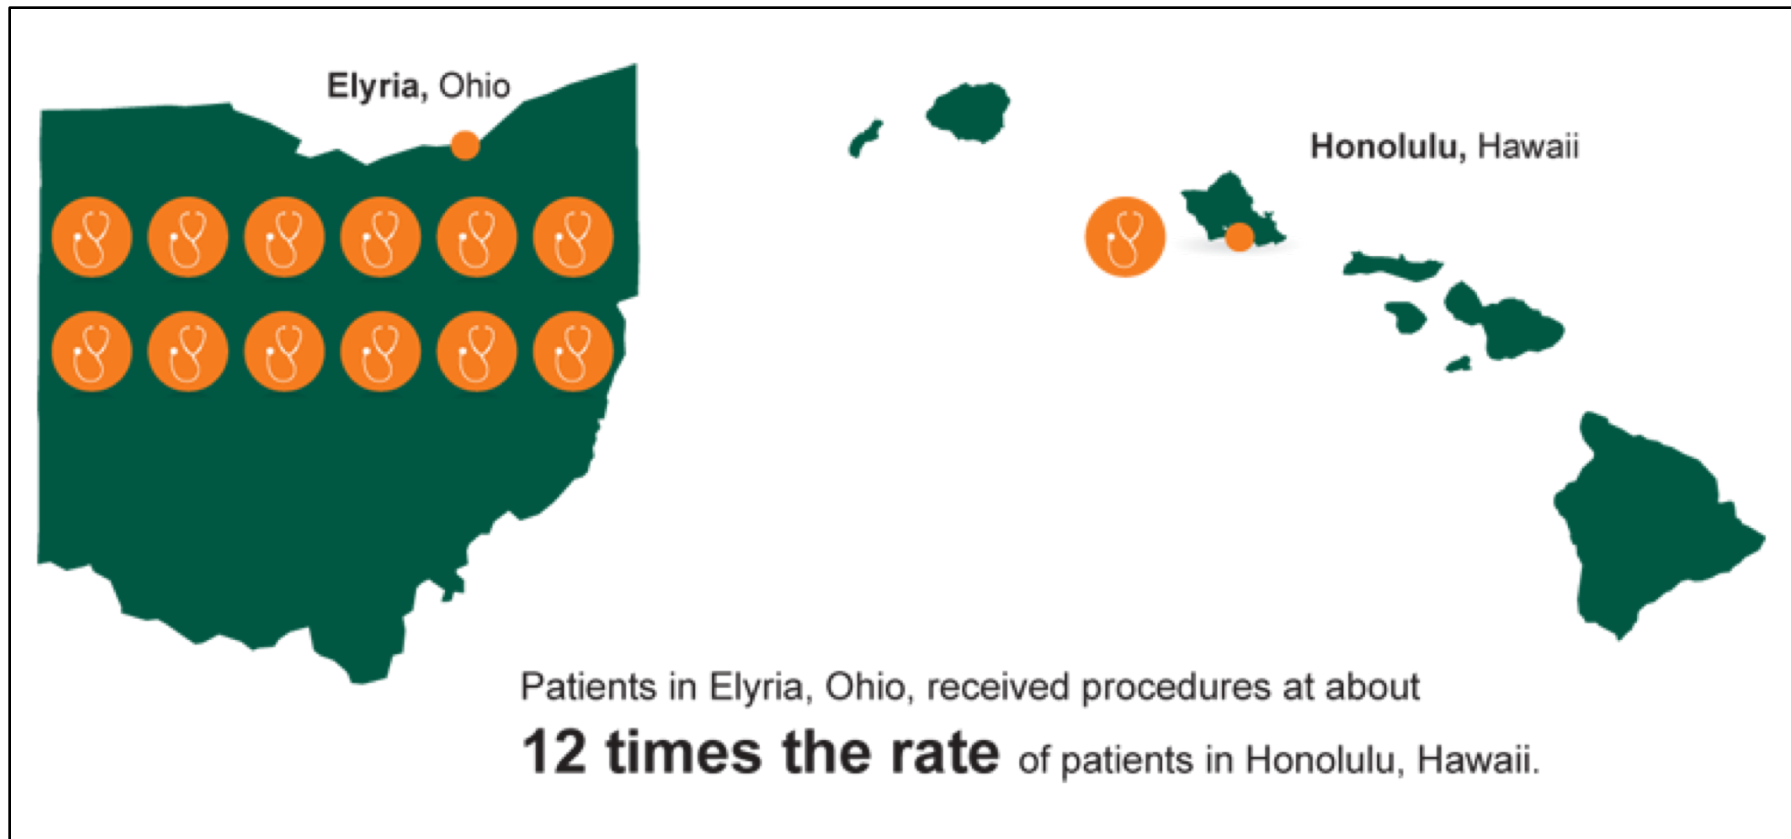 Elyria, Ohio
Honolulu, Hawaii
Patients in Elyria, Ohio, received procedures at about
12 times the rate of patients in Honolulu, Hawaii.